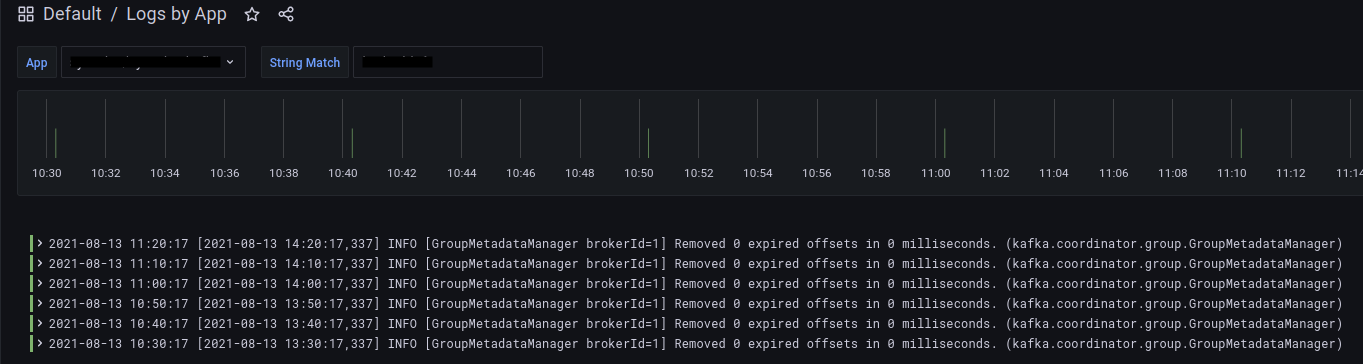 Default / Logs by App
App String Match
10:30 10:32 10:34 10:36 10:38 10:40 10:42 10:44 10:46 10:48 10:50 10:52 10:54 10:56 10:58 11:00 11:02 11:04 11:06 11:08 11:10 11:12 11:14
> 2021-08-13 11:20:17 [2021-08-13 14:20:17,337] INFO [GroupMetadataManager brokerId=1] Removed 0 expired offsets in 0 milliseconds. (kafka.coordinator.group.GroupMetadataManager)
> 2021-08-13 11:10:17 [2021-08-13 14:10:17,337] INFO [GroupMetadataManager brokerId=1] Removed 0 expired offsets in 0 milliseconds. (kafka.coordinator.group.GroupMetadataManager)
> 2021-08-13 11:00:17 [2021-08-13 14:00:17,337] INFO [GroupMetadataManager brokerId=1] Removed 0 expired offsets in 0 milliseconds. (kafka.coordinator.group.GroupMetadataManager)
> 2021-08-13 10:50:17 [2021-08-13 13:50:17,337] INFO [GroupMetadataManager brokerId=1] Removed 0 expired offsets in 0 milliseconds. (kafka.coordinator.group.GroupMetadataManager)
> 2021-08-13 10:40:17 [2021-08-13 13:40:17,337] INFO [GroupMetadataManager brokerId=1] Removed 0 expired offsets in 0 milliseconds. (kafka.coordinator.group.GroupMetadataManager)
> 2021-08-13 10:30:17 [2021-08-13 13:30:17,337] INFO [GroupMetadataManager brokerId=1] Removed 0 expired offsets in 0 milliseconds. (kafka.coordinator.group.GroupMetadataManager)